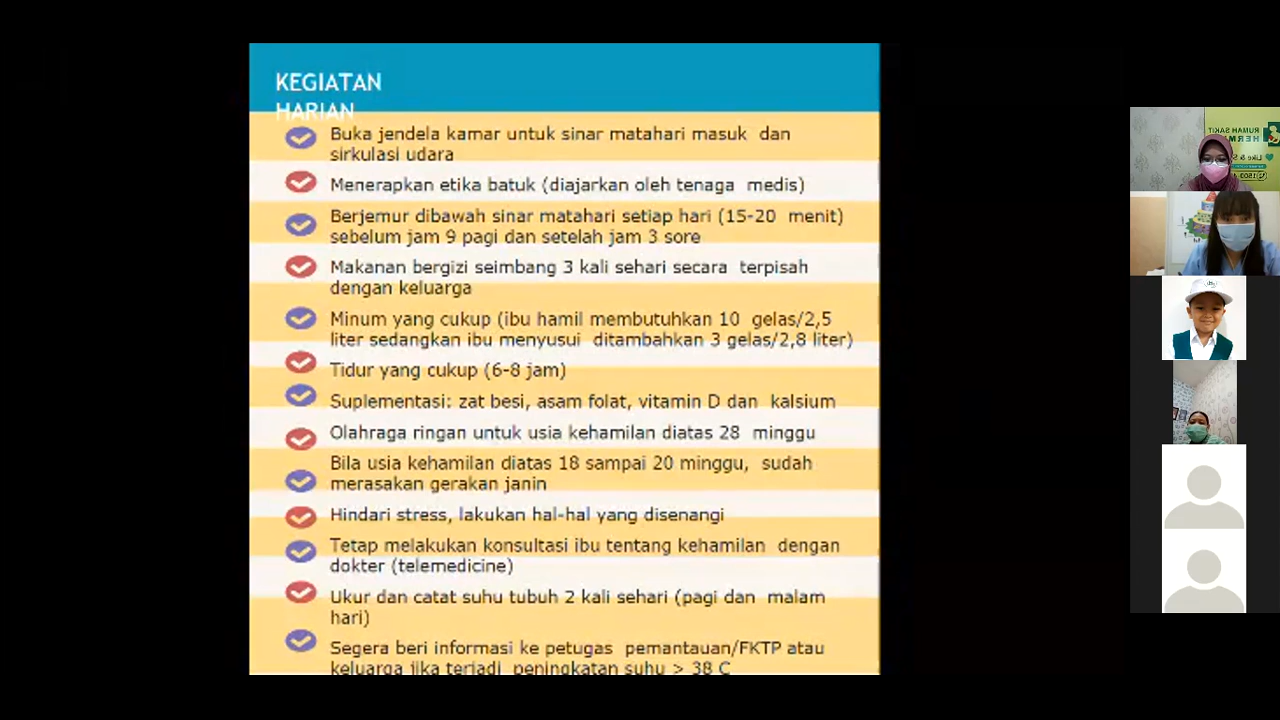 KEGIATAN
HARIAN
Buka jendela kamar untuk sinar matahari masuk dan
sirkulasi udara
Menerapkan etika batuk (diajarkan oleh tenaga medis)
Berjemur dibawah sinar matahari setiap hari (15-20 menit)
sebelum jam 9 pagi dan setelah jam 3 sore
Makanan bergizi seimbang 3 kali sehari secara terpisah
dengan keluarga
Minum yang cukup (ibu hamil membutuhkan 10 gelas/2,5
liter sedangkan ibu menyusui ditambahkan 3 gelas/2,8 liter)
Tidur yang cukup (6-8 jam)
Suplementasi: zat besi, asam folat, vitamin D dan kalsium
Olahraga ringan untuk usia kehamilan diatas 28 minggu
Bila usia kehamilan diatas 18 sampai 20 minggu, sudah
merasakan gerakan janin
Hindari stress, lakukan hal-hal yang disenangi
Tetap melakukan konsultasi ibu tentang kehamilan dengan
dokter (telemedicine)
Ukur dan catat suhu tubuh 2 kali sehari (pagi dan malam
hari)
Segera beri informasi ke petugas pemantauan/FKTP atau
keluarga jika terjadi peningkatan suhu > 38 C
RUMAH SAKIT